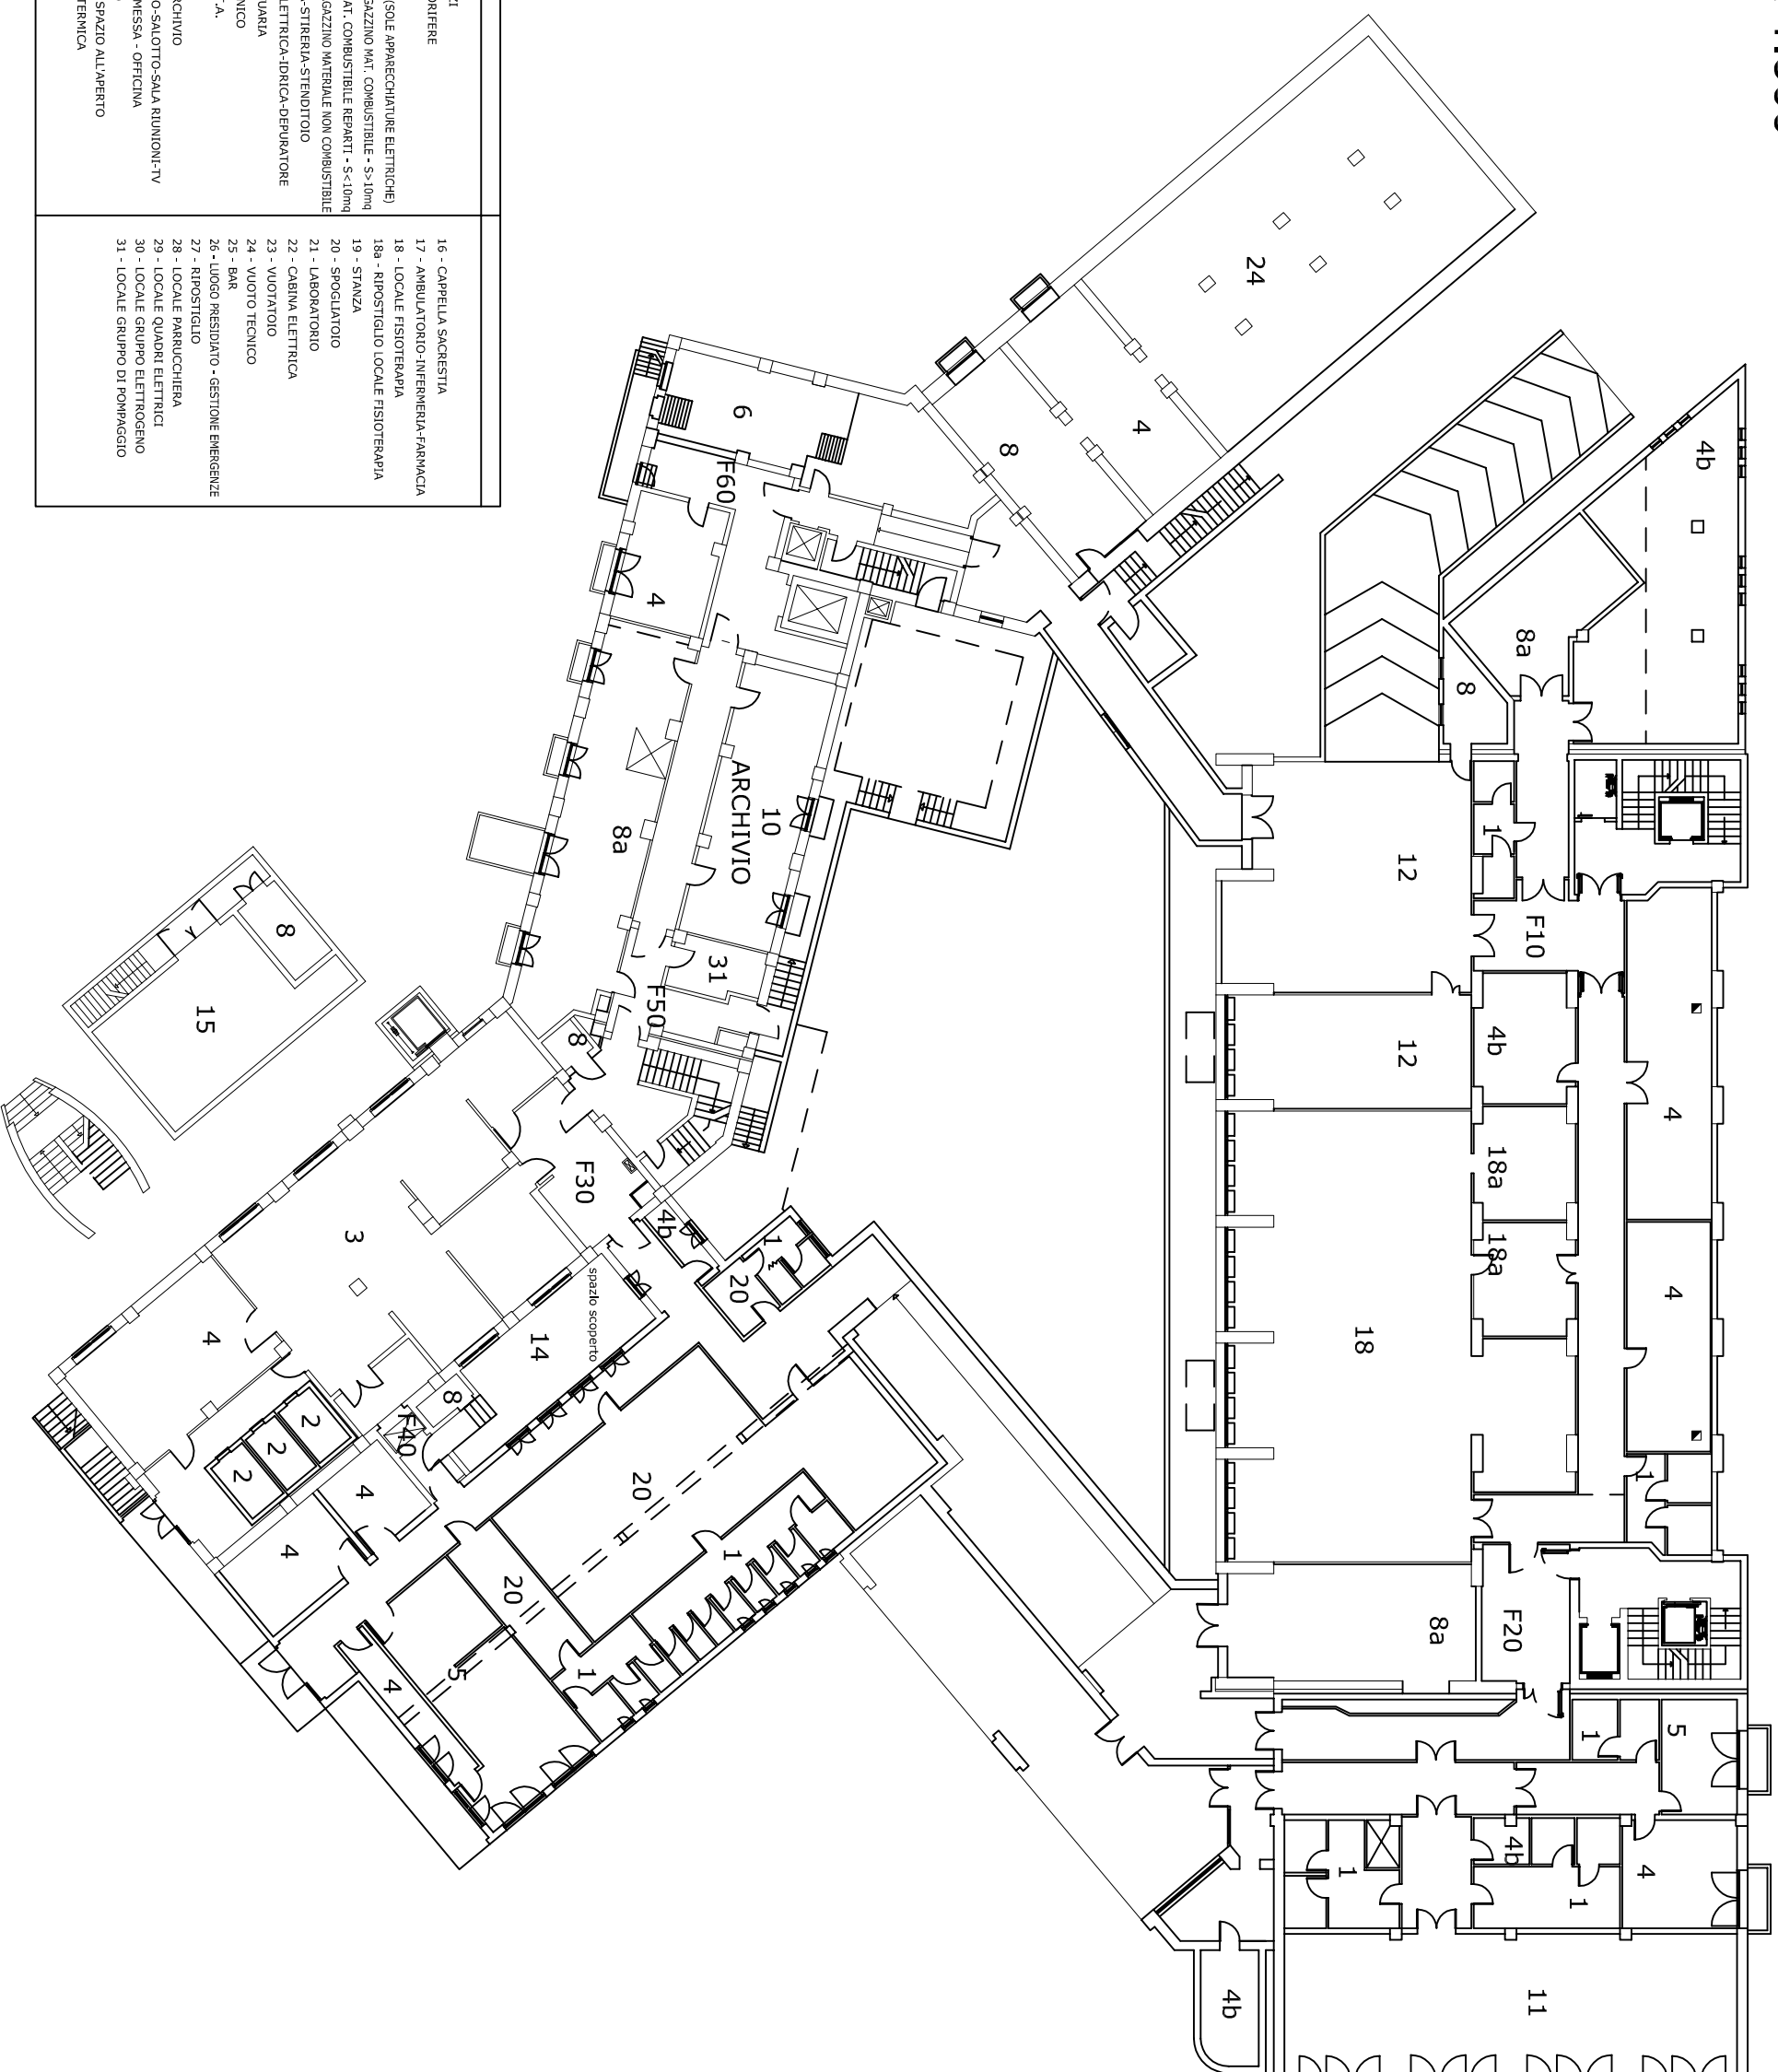 4b
4
4
1
5
4
8a
F10
4b
18a
18a
F20
1
1
11
8
1
12
12
18
8a
4b
1
4b
24
4
8
6
F60
4
10
ARCHIVIO
8a
31
F50
8
F30
4b
1
20
spazio scoperto
14
3
4
8
F40
2
2
2
4
4
20
20
1
1
5
4
8
15
ZI
DRIFERE
(SOLE APPARECCHIATURE ELETTRICHE)
GAZZINO MAT. COMBUSTIBILE - S>10mq
AT. COMBUSTIBILE REPARTI - S<10mq
GAZZINO MATERIALE NON COMBUSTIBILE
-STIRERIA-STENDITOIO
LETTRICA-IDRICA-DEPURATORE
UARIA
NICO
.A.
RCHIVIO
O-SALOTTO-SALA RIUNIONI-TV
MESSA - OFFICINA
SPAZIO ALL'APERTO
TERMICA
16 - CAPPELLA SACRESTIA
17 - AMBULATORIO-INFERMERIA-FARMACIA
18 - LOCALE FISIOTERAPIA
18a - RIPOSTIGLIO LOCALE FISIOTERAPIA
19 - STANZA
20 - SPOGLIATOIO
21 - LABORATORIO
22 - CABINA ELETTRICA
23 - VUOTATOIO
24 - VUOTO TECNICO
25 - BAR
26 - LUOGO PRESIDIATO - GESTIONE EMERGENZE
27 - RIPOSTIGLIO
28 - LOCALE PARRUCCHIERA
29 - LOCALE QUADRI ELETTRICI
30 - LOCALE GRUPPO ELETTROGENO
31 - LOCALE GRUPPO DI POMPAGGIO